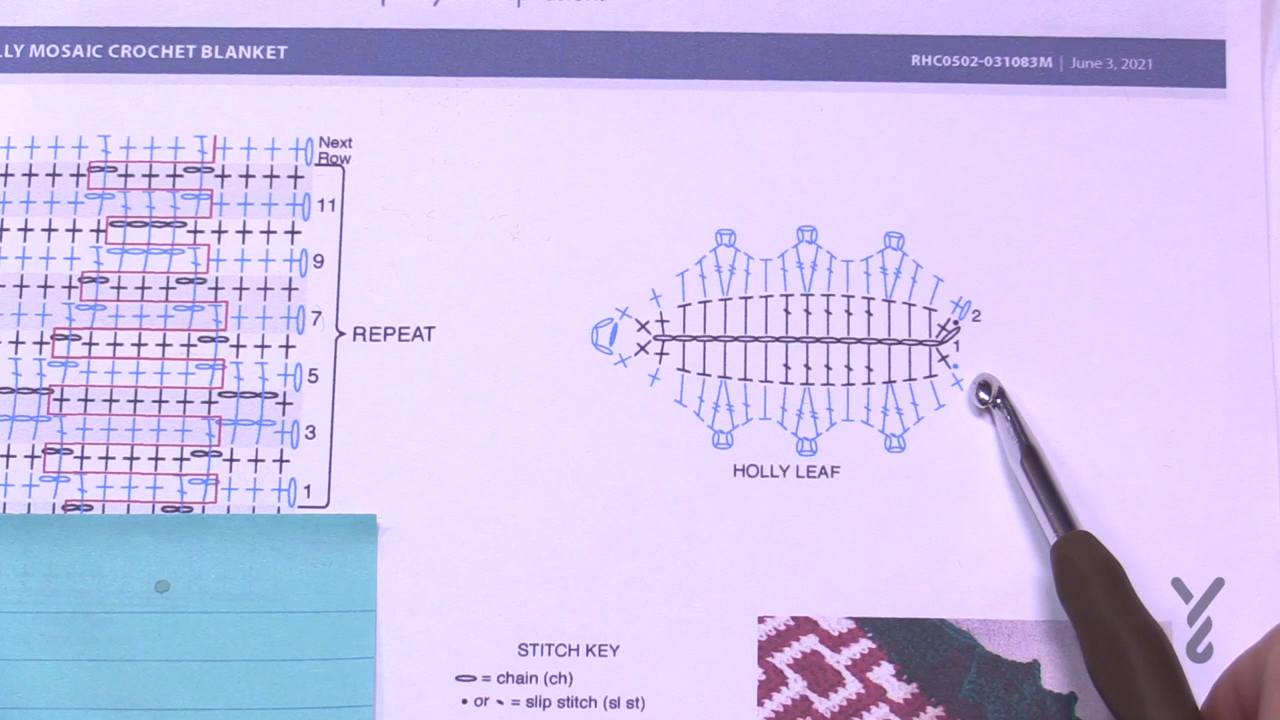 LLY MOSAIC CROCHET BLANKET
RHC0502-031083M | June 3, 2021
Next
Row
11
9
7
REPEAT
5
3
1
2
1
HOLLY LEAF
STITCH KEY
= chain (ch)
• or = slip stitch (sl st)